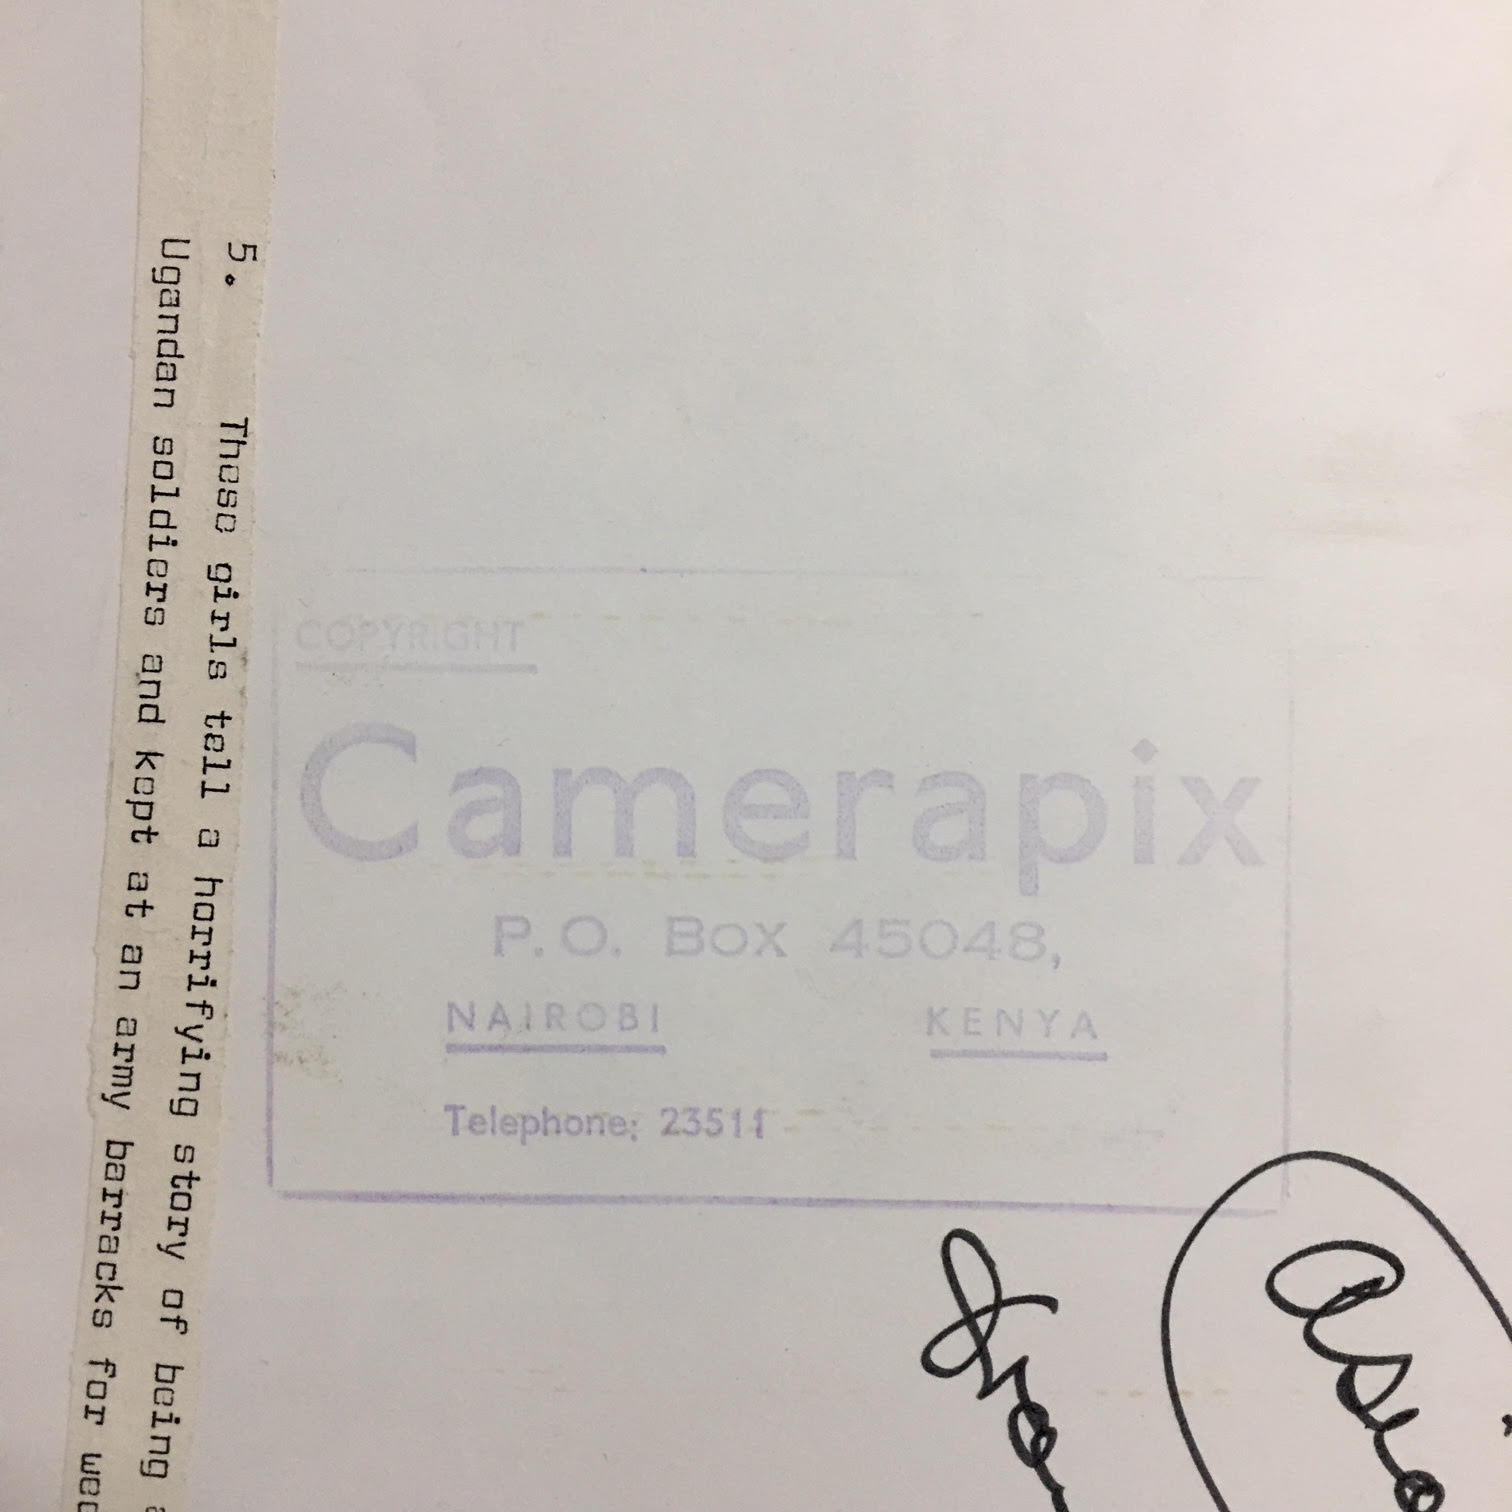 5. These girls tell a horrifying story of being
Ugandan soldiers and kept at an army barracks for
COPYRIGHT
Camerapix
P.O. BOX 45048,
NAIROBI KENYA
Telephone: 23511